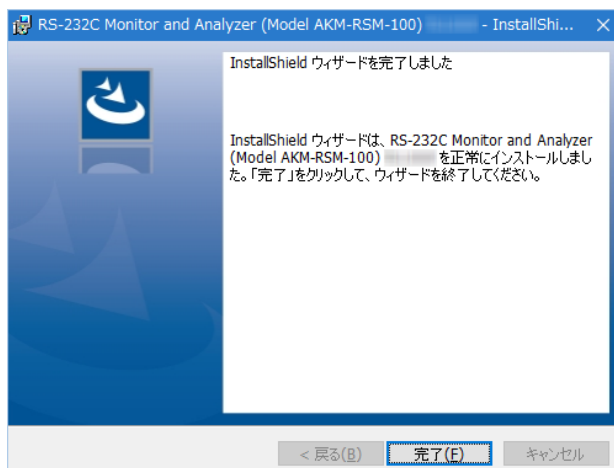 RS-232C Monitor and Analyzer (Model AKM-RSM-100) - InstallShi...
InstallShield ウィザードを完了しました
InstallShield ウィザードは、RS-232C Monitor and Analyzer
(Model AKM-RSM-100) を正常にインストールしまし
た。「完了」をクリックして、ウィザードを終了してください。
< 戻る(B)
完了(F)
キャンセル